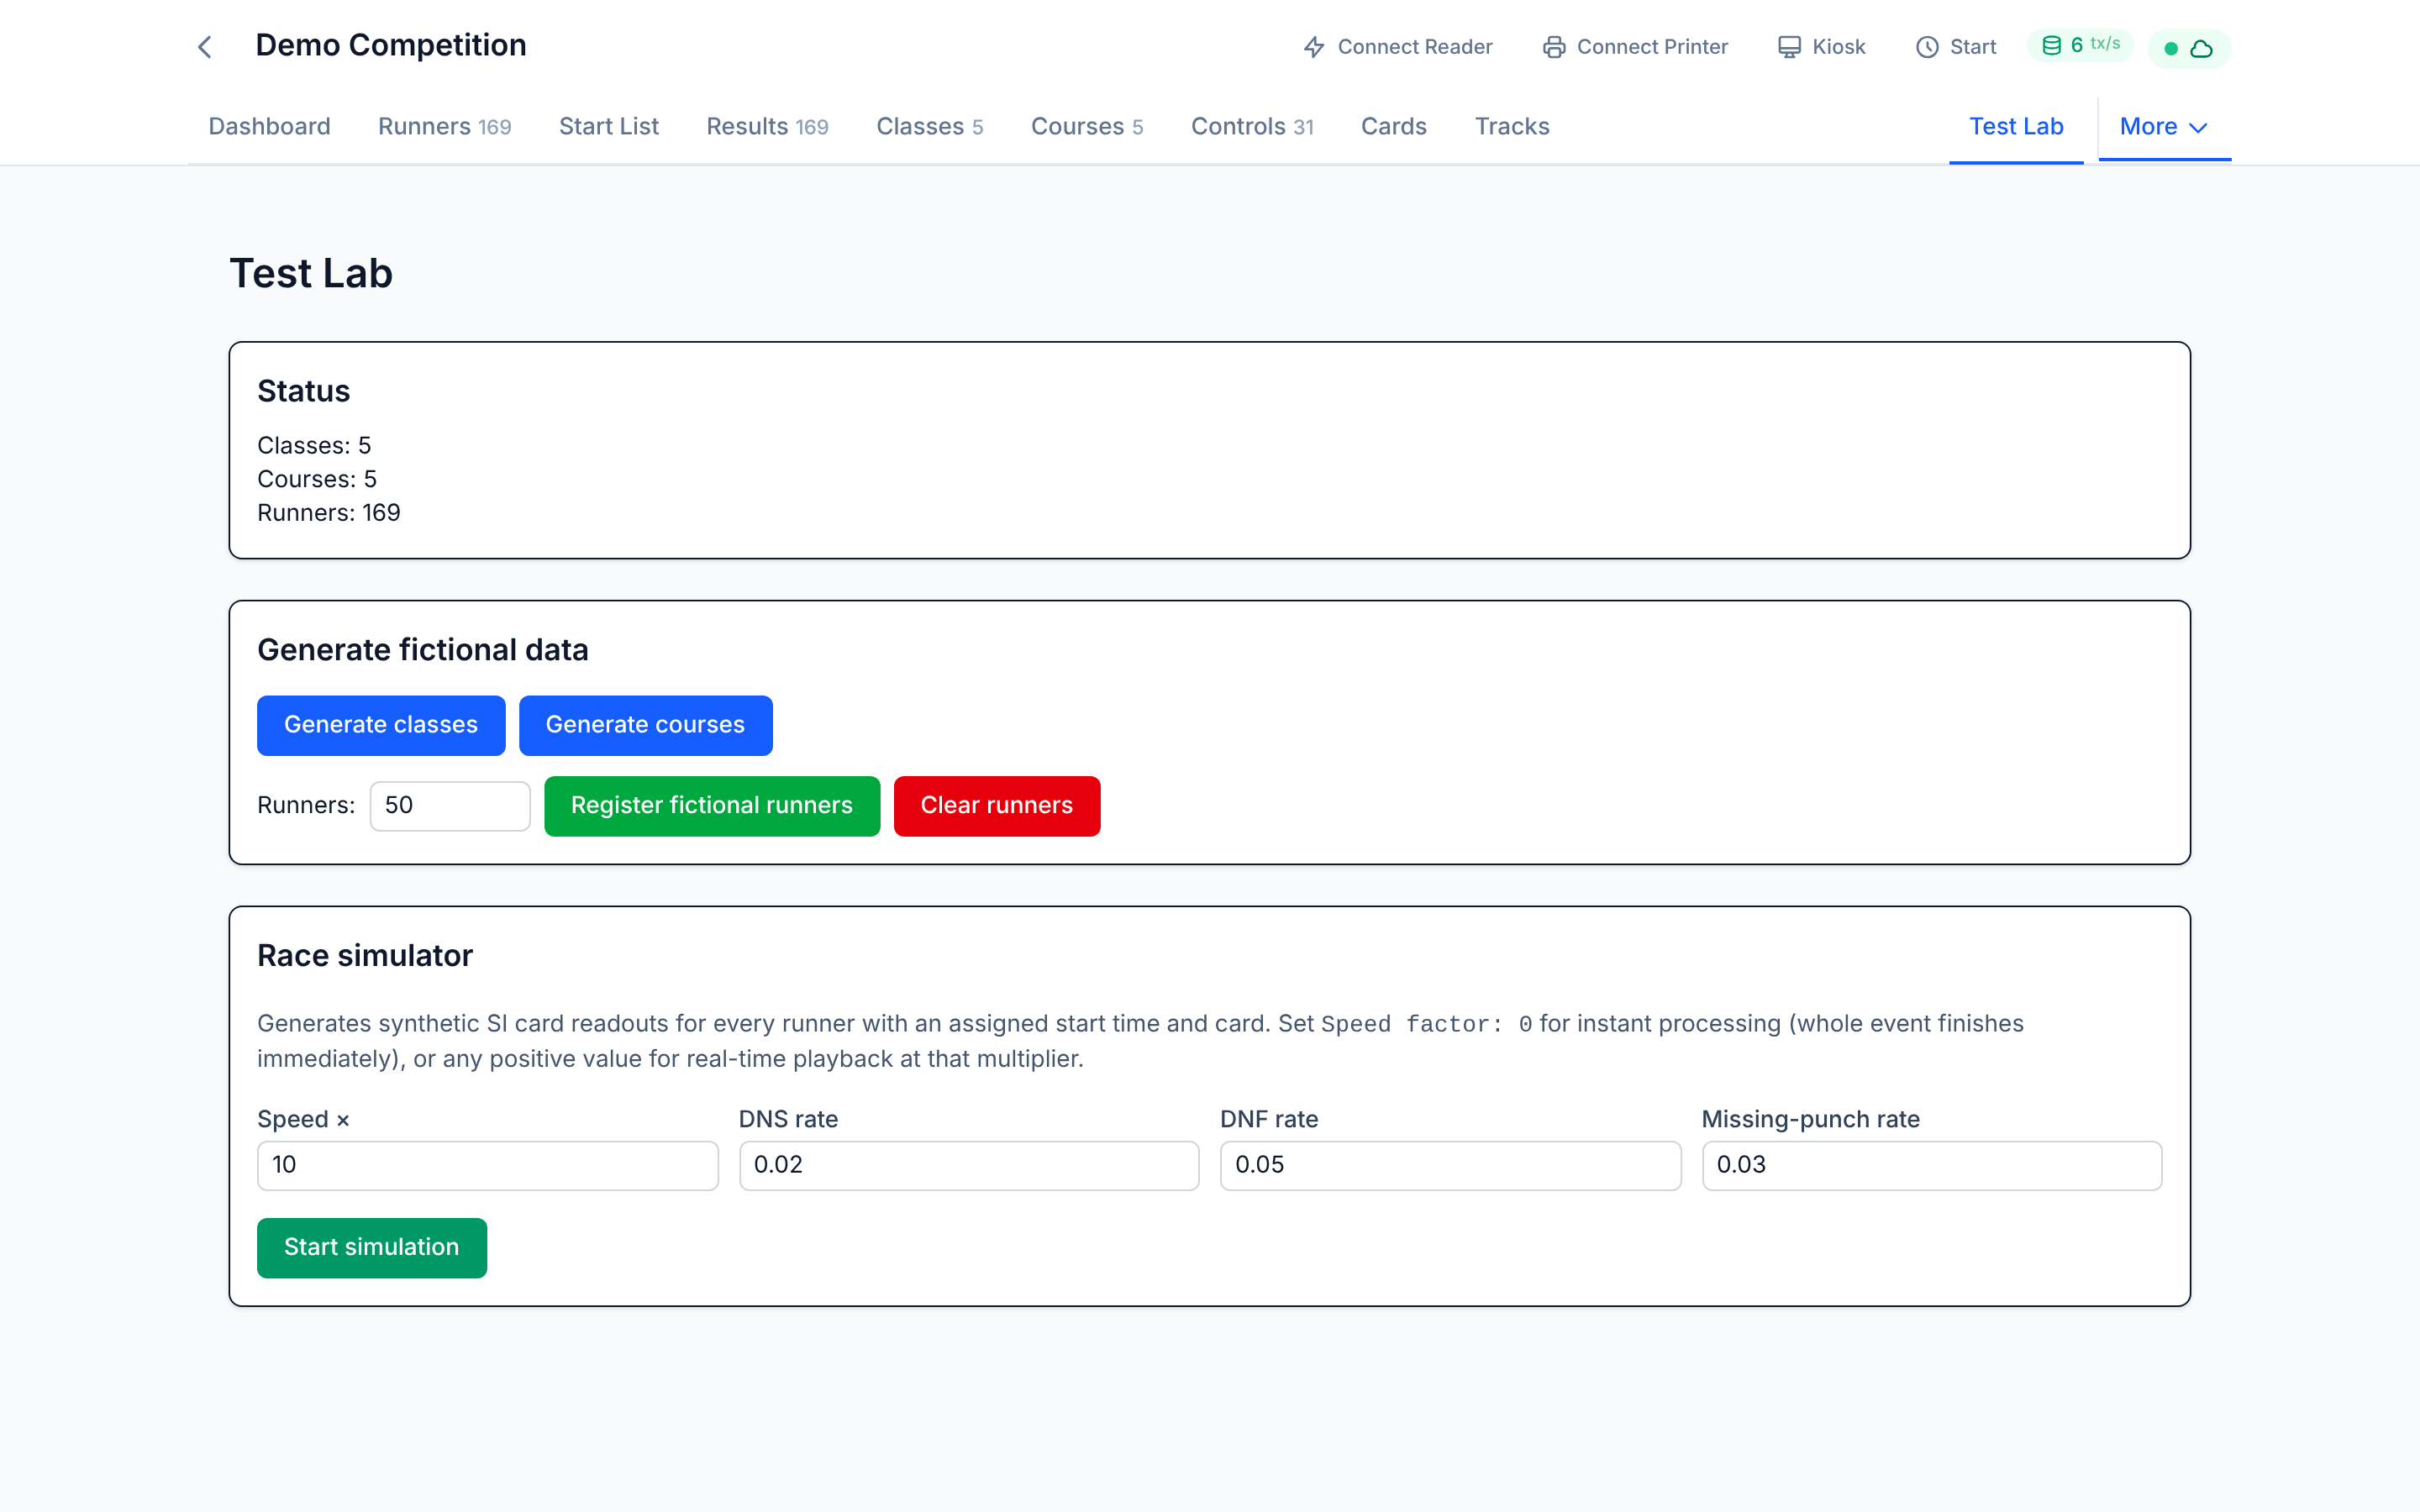 Demo Competition
Connect Reader
Connect Printer
Kiosk
Start
6 tx/s
Dashboard
Runners 169
Start List
Results 169
Classes 5
Courses 5
Controls 31
Cards
Tracks
Test Lab
More
Test Lab
Status
Classes: 5
Courses: 5
Runners: 169
Generate fictional data
Generate classes
Generate courses
Runners:
50
Register fictional runners
Clear runners
Race simulator
Generates synthetic SI card readouts for every runner with an assigned start time and card. Set Speed factor: 0 for instant processing (whole event finishes
immediately), or any positive value for real-time playback at that multiplier.
Speed ×
DNS rate
DNF rate
Missing-punch rate
10
0.02
0.05
0.03
Start simulation